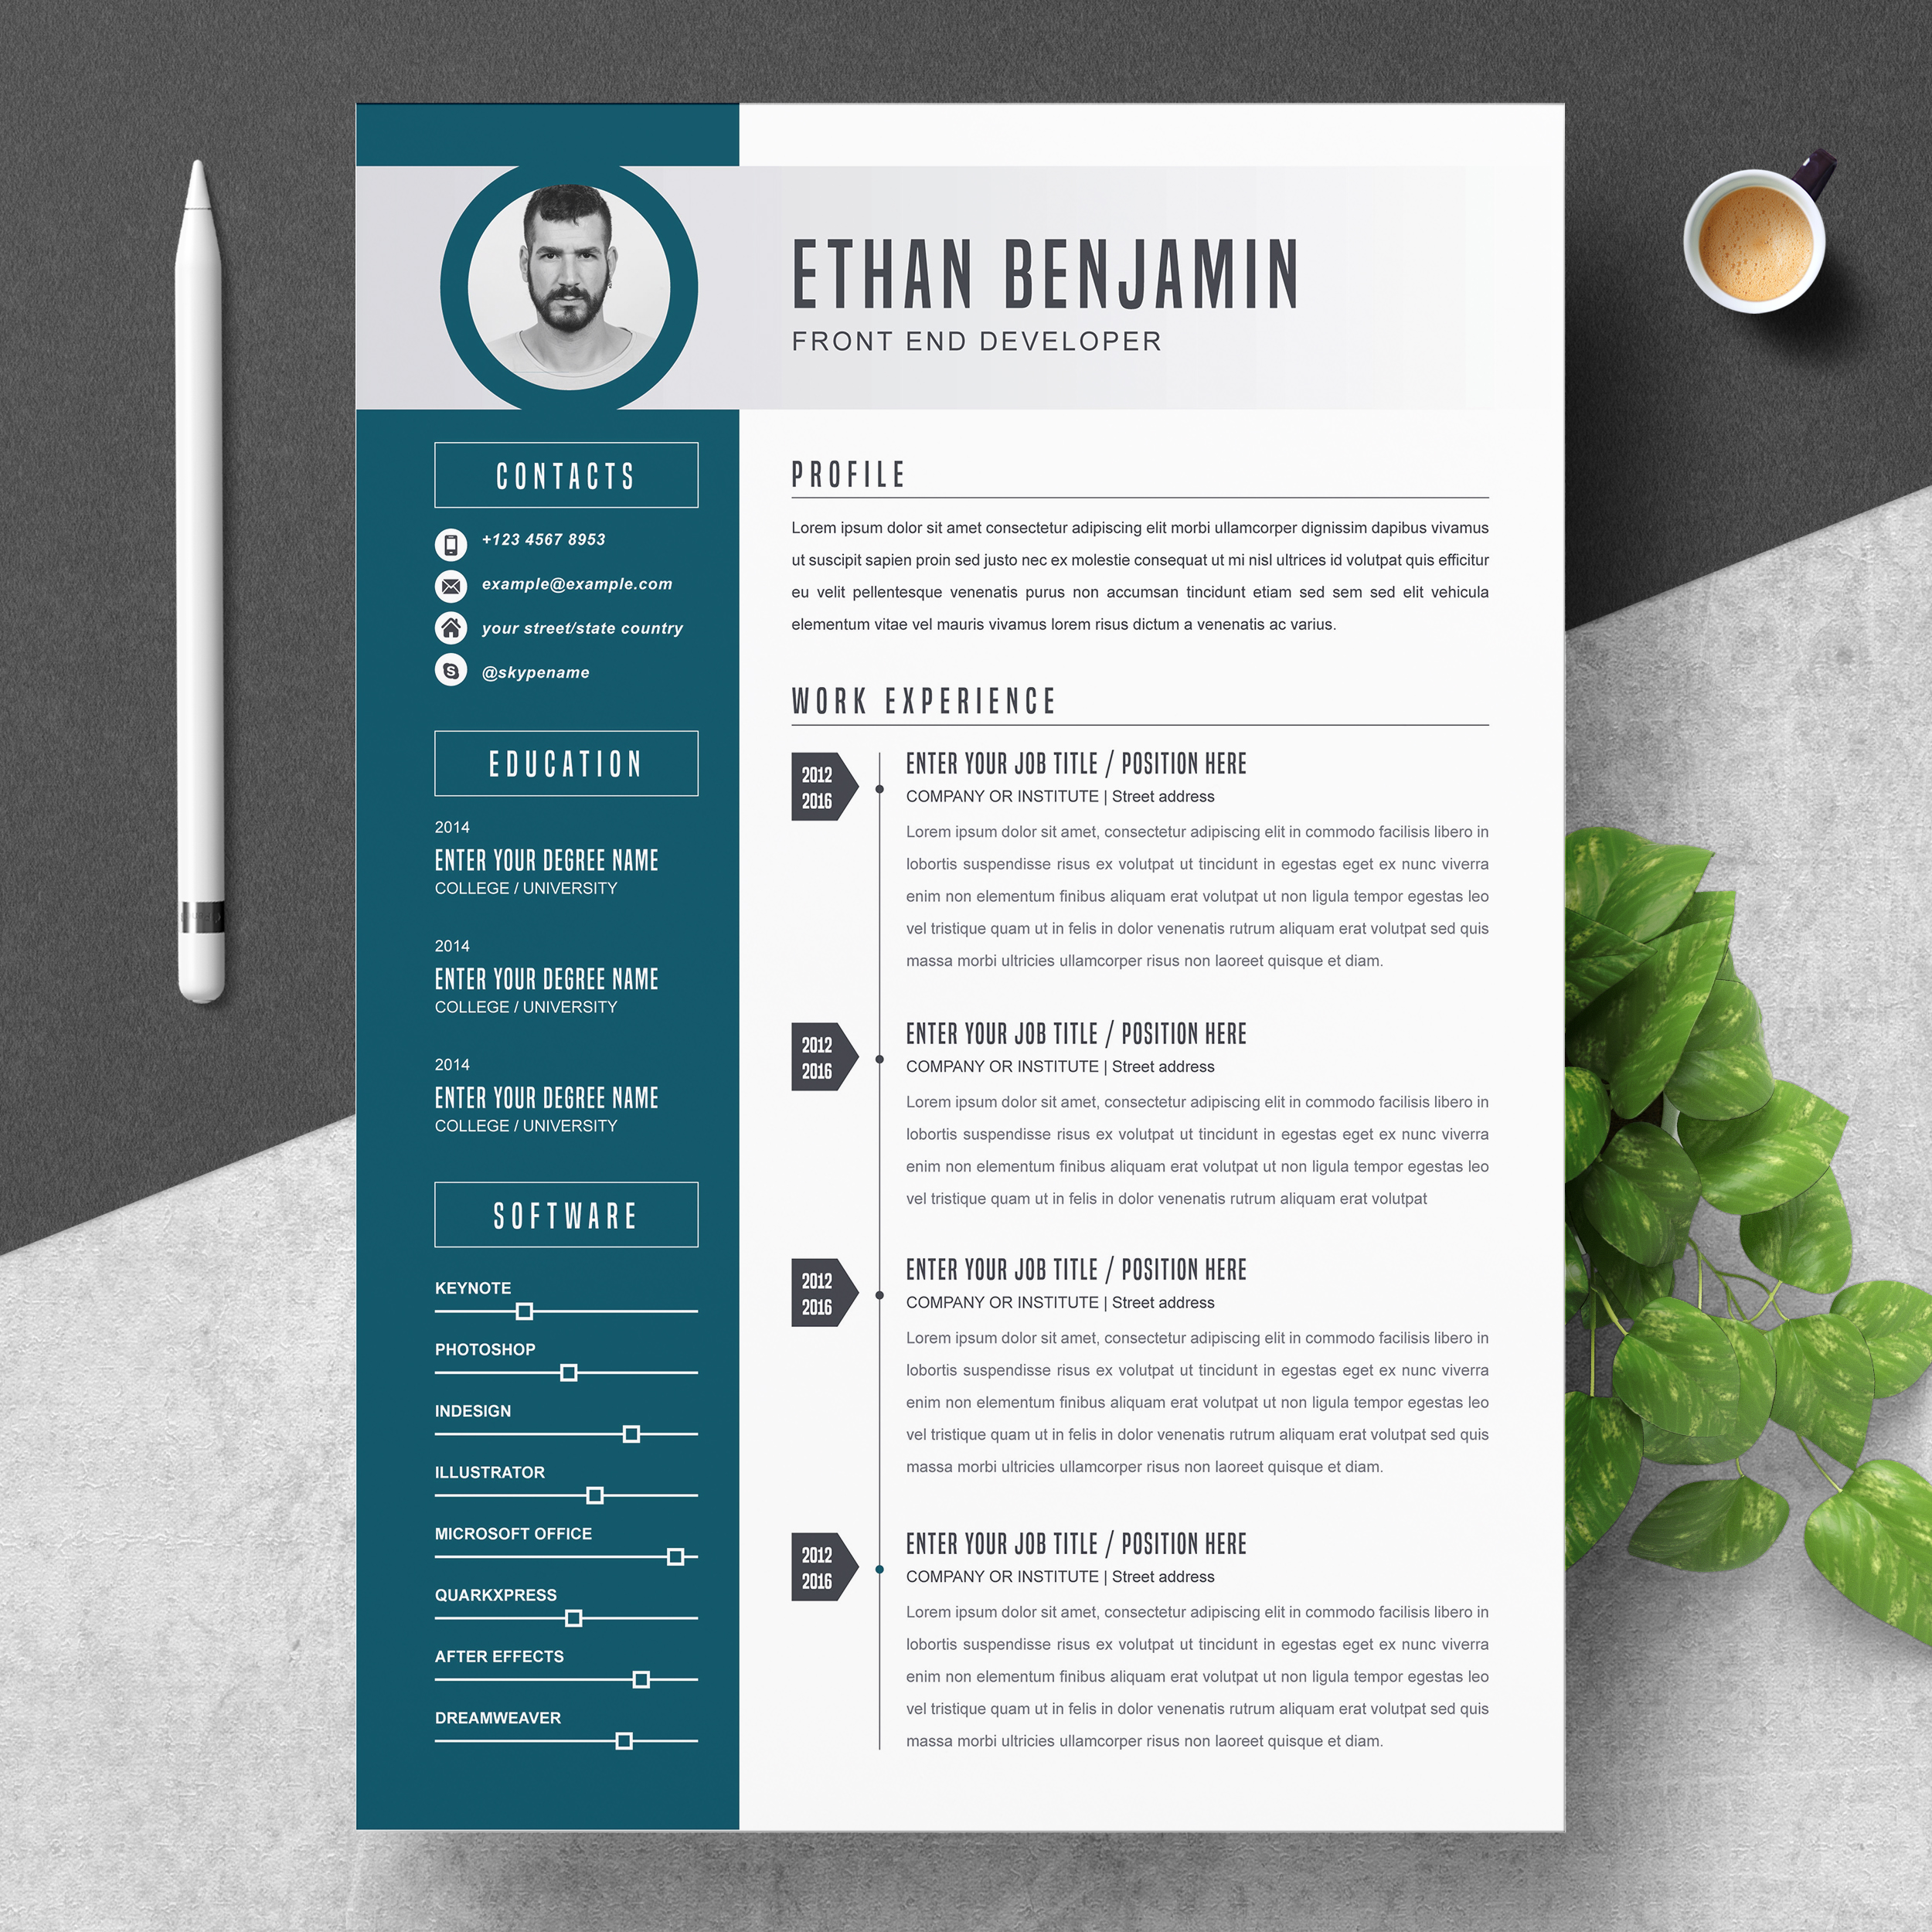 ETHAN BENJAMIN
FRONT END DEVELOPER
CONTACTS
+123 4567 8953
example@example.com
your street/state country
@skypename
EDUCATION
2014
ENTER YOUR DEGREE NAME
COLLEGE / UNIVERSITY
2014
ENTER YOUR DEGREE NAME
COLLEGE / UNIVERSITY
2014
ENTER YOUR DEGREE NAME
COLLEGE / UNIVERSITY
SOFTWARE
KEYNOTE
PHOTOSHOP
INDESIGN
ILLUSTRATOR
MICROSOFT OFFICE
QUARKXPRESS
AFTER EFFECTS
DREAMWEAVER
PROFILE
Lorem ipsum dolor sit amet consectetur adipiscing elit morbi ullamcorper dignissim dapibus vivamus
ut suscipit sapien proin sed justo nec ex molestie consequat ut mi nisl ultrices id volutpat quis efficitur
eu velit pellentesque venenatis purus non accumsan tincidunt etiam sed sem sed elit vehicula
elementum vitae vel mauris vivamus lorem risus dictum a venenatis ac varius.
WORK EXPERIENCE
2012
2016
ENTER YOUR JOB TITLE / POSITION HERE
COMPANY OR INSTITUTE | Street address
Lorem ipsum dolor sit amet, consectetur adipiscing elit in commodo facilisis libero in
lobortis suspendisse risus ex volutpat ut tincidunt in egestas eget ex nunc viverra
enim non elementum finibus aliquam erat volutpat ut non ligula tempor egestas leo
vel tristique quam ut in felis in dolor venenatis rutrum aliquam erat volutpat sed quis
massa morbi ultricies ullamcorper risus non laoreet quisque et diam.
2012
2016
ENTER YOUR JOB TITLE / POSITION HERE
COMPANY OR INSTITUTE | Street address
Lorem ipsum dolor sit amet, consectetur adipiscing elit in commodo facilisis libero in
lobortis suspendisse risus ex volutpat ut tincidunt in egestas eget ex nunc viverra
enim non elementum finibus aliquam erat volutpat ut non ligula tempor egestas leo
vel tristique quam ut in felis in dolor venenatis rutrum aliquam erat volutpat
2012
2016
ENTER YOUR JOB TITLE / POSITION HERE
COMPANY OR INSTITUTE | Street address
Lorem ipsum dolor sit amet, consectetur adipiscing elit in commodo facilisis libero in
lobortis suspendisse risus ex volutpat ut tincidunt in egestas eget ex nunc viverra
enim non elementum finibus aliquam erat volutpat ut non ligula tempor egestas leo
vel tristique quam ut in felis in dolor venenatis rutrum aliquam erat volutpat sed quis
massa morbi ultricies ullamcorper risus non laoreet quisque et diam.
2012
2016
ENTER YOUR JOB TITLE / POSITION HERE
COMPANY OR INSTITUTE | Street address
Lorem ipsum dolor sit amet, consectetur adipiscing elit in commodo facilisis libero in
lobortis suspendisse risus ex volutpat ut tincidunt in egestas eget ex nunc viverra
enim non elementum finibus aliquam erat volutpat ut non ligula tempor egestas leo
vel tristique quam ut in felis in dolor venenatis rutrum aliquam erat volutpat sed quis
massa morbi ultricies ullamcorper risus non laoreet quisque et diam.